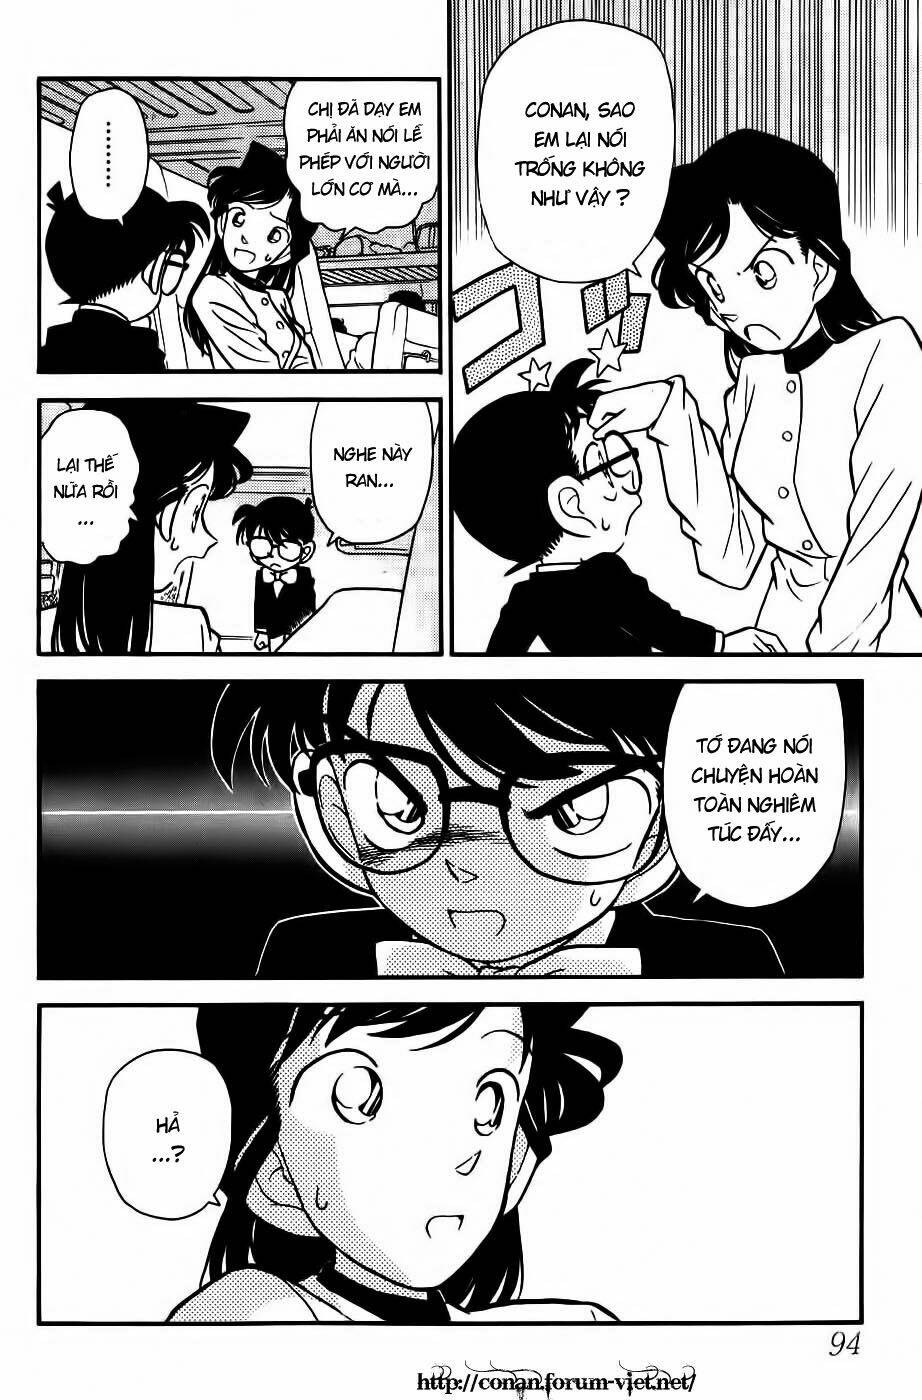 CONAN, SAO
EM LẠI NÓI
TRỐNG KHÔNG
NHƯ VẬY ?
コツ
CHỊ ĐÃ DẠY EM
PHẢI ĂN NÓI LỄ
PHÉP VỚI NGƯỜI
LỚN CƠ MÀ...
.........
NGHE NÀY
RAN...
LẠI THẾ
NỮA RỒI
...
TỚ ĐANG NÓI
CHUYỆN HOÀN
TOÀN NGHIÊM
TÚC ĐẤY...
HẢ
...?
94
http://conan.forum-viet.net/